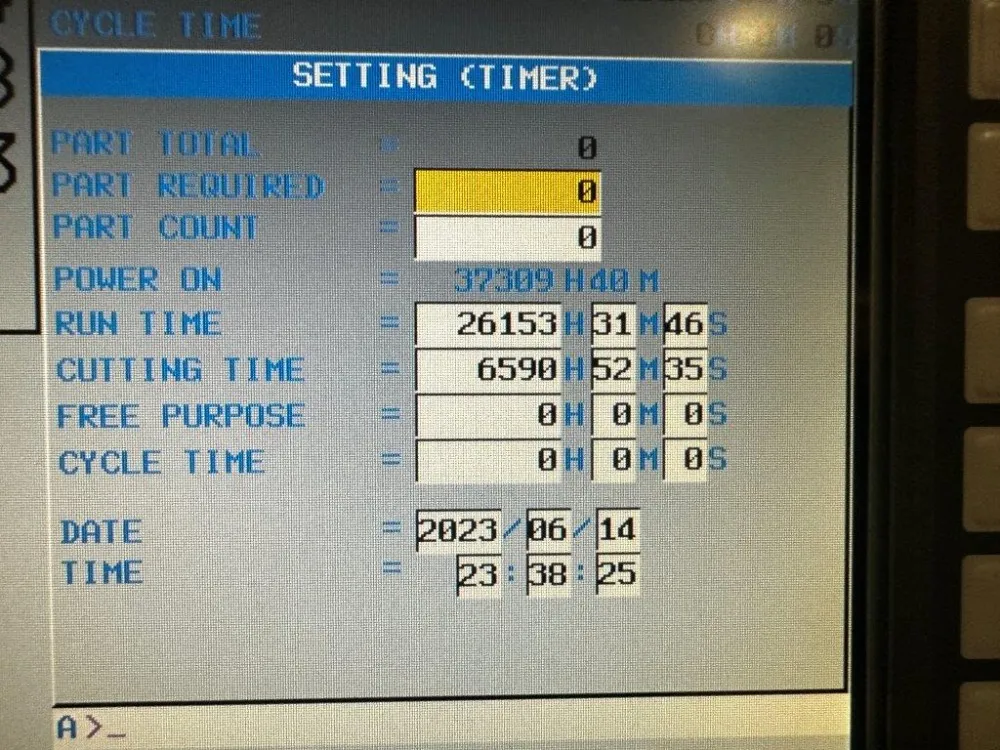 CYCLE TIME
SETTING (TIMER)
PART TOTAL = 0
PART REQUIRED = 0
PART COUNT = 0
POWER ON = 37309 H 40 M
RUN TIME = 26153 H 31 M 46 S
CUTTING TIME = 6590 H 52 M 35 S
FREE PURPOSE = 0 H 0 M 0 S
CYCLE TIME = 0 H 0 M 0 S
DATE = 2023/06/14
TIME = 23:38:25
A>_